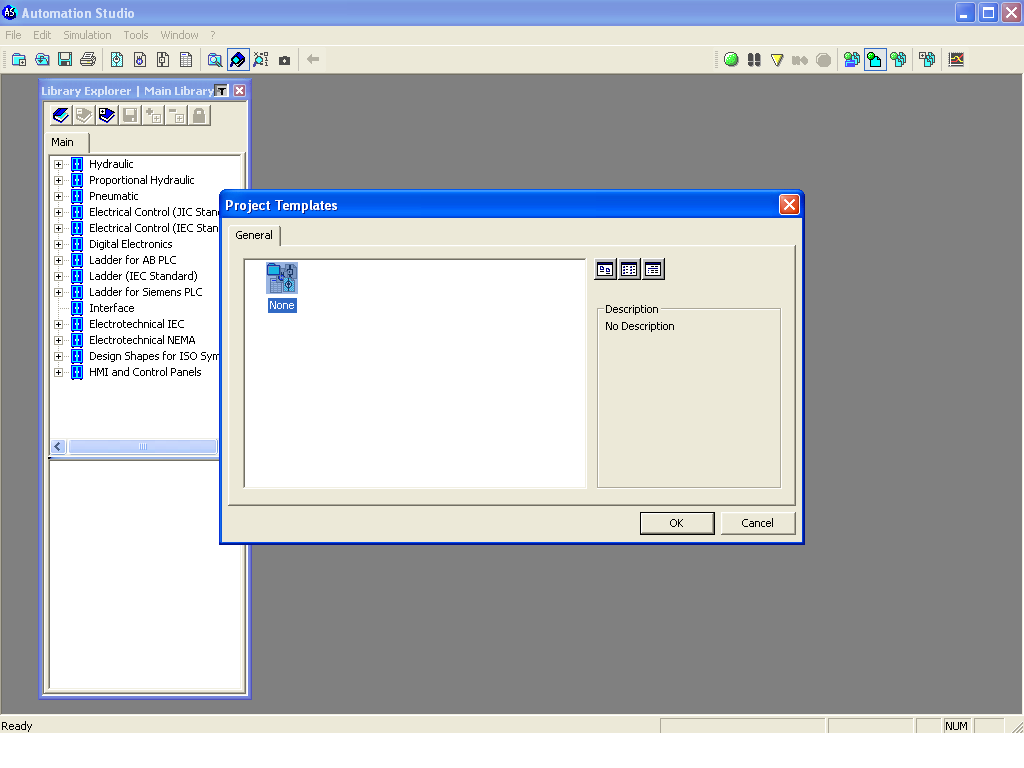 Automation Studio
File Edit Simulation Tools Window ?
Library Explorer | Main Library
Main
Hydraulic
Proportional Hydraulic
Pneumatic
Electrical Control (JIC Stan
Electrical Control (IEC Stan
Digital Electronics
Ladder for AB PLC
Ladder (IEC Standard)
Ladder for Siemens PLC
Interface
Electrotechnical IEC
Electrotechnical NEMA
Design Shapes for ISO Sym
HMI and Control Panels
Project Templates
General
None
Description
No Description
OK Cancel
Ready NUM